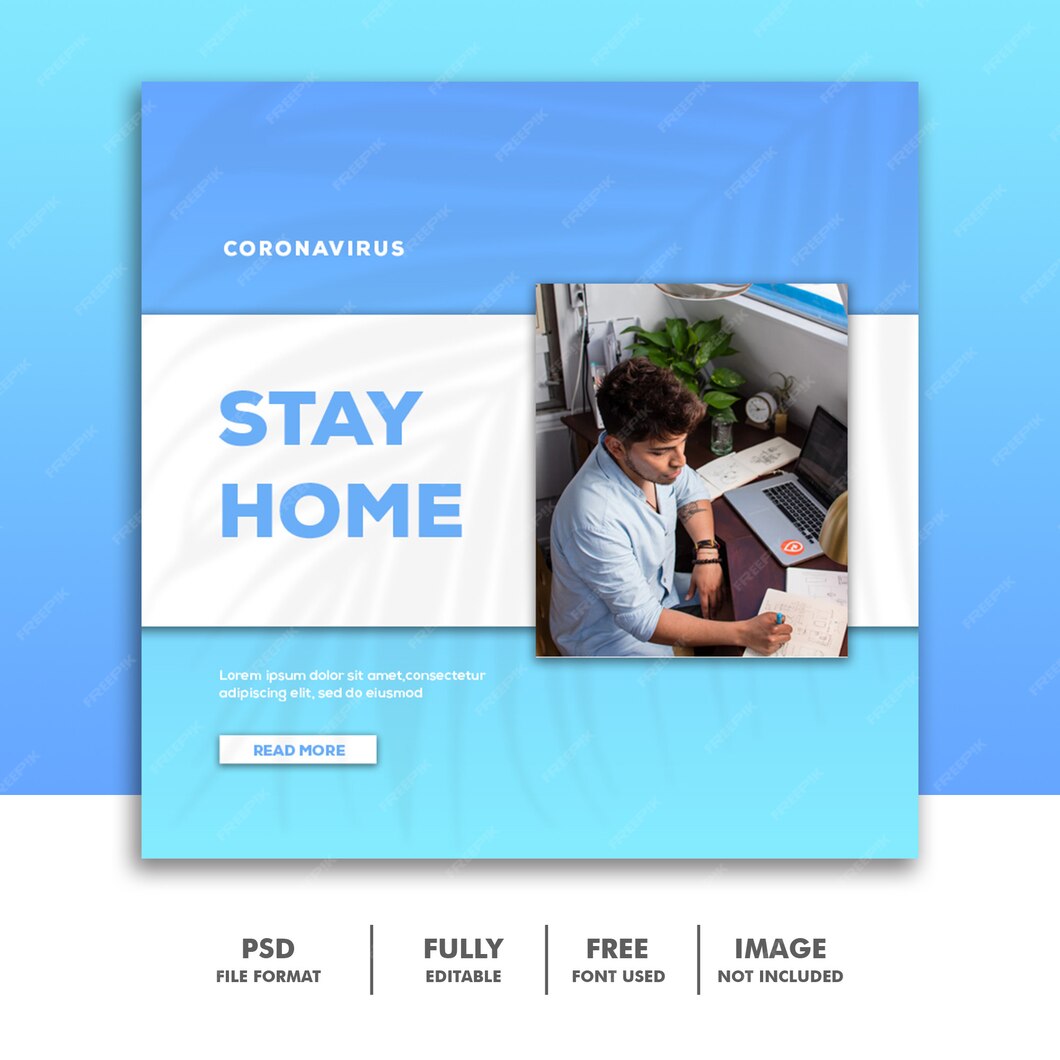 CORONAVIRUS
STAY
HOME
Lorem ipsum dolor sit amet,consectetur
adipiscing elit, sed do eiusmod
READ MORE
PSD
FILE FORMAT
FULLY
EDITABLE
FREE
FONT USED
IMAGE
NOT INCLUDED
FREEPIK